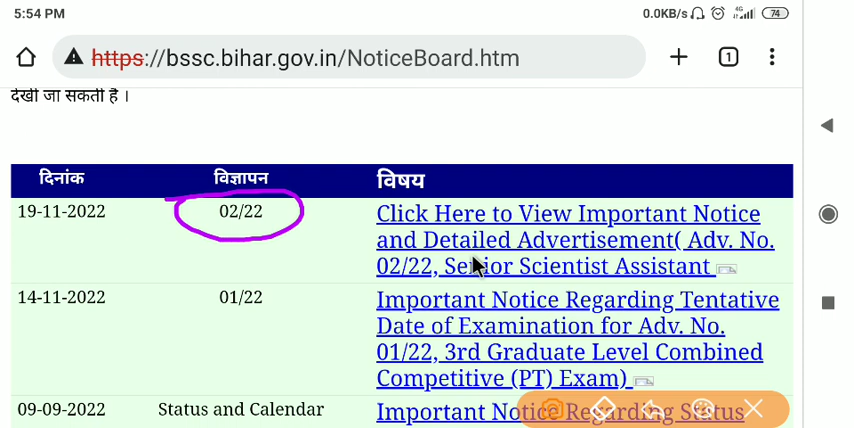 5:54 PM 0.0KB/s 4G 74
https://bssc.bihar.gov.in/NoticeBoard.htm 1
देखी जा सकती है ।
दिनांक विज्ञापन विषय
19-11-2022 02/22 Click Here to View Important Notice
and Detailed Advertisement( Adv. No.
02/22, Senior Scientist Assistant
14-11-2022 01/22 Important Notice Regarding Tentative
Date of Examination for Adv. No.
01/22, 3rd Graduate Level Combined
Competitive (PT) Exam)
09-09-2022 Status and Calendar Important Notice Regarding Status